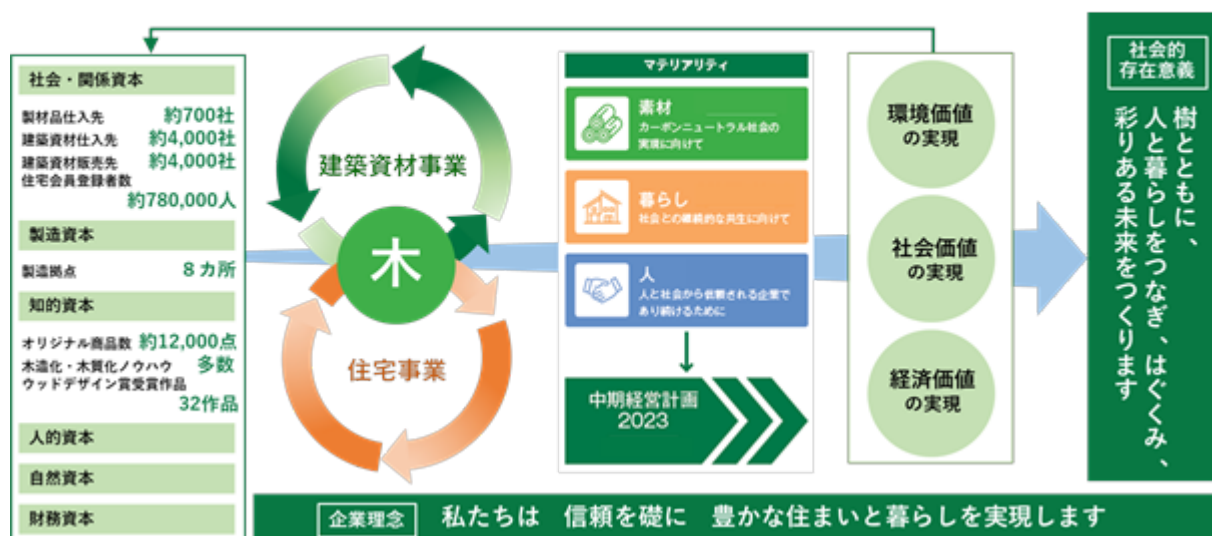 社会・関係資本
製材品仕入先 約700社
建築資材仕入先 約4,000社
建築資材販売先 約4,000社
住宅会員登録者数
約780,000人
製造資本
製造拠点 8カ所
知的資本
オリジナル商品数 約12,000点
木造化・木質化ノウハウ 多数
ウッドデザイン賞受賞作品
32作品
人的資本
自然資本
財務資本
建築資材事業
木
住宅事業
マテリアリティ
素材
カーボンニュートラル社会の
実現に向けて
暮らし
社会との継続的な共生に向けて
人
人と社会から信頼される企業で
あり続けるために
中期経営計画
2023
環境価値
の実現
社会価値
の実現
経済価値
の実現
社会的
存在意義
樹とともに、
人と暮らしをつなぎ、はぐくみ、
彩りある未来をつくります
企業理念 私たちは 信頼を礎に 豊かな住まいと暮らしを実現します